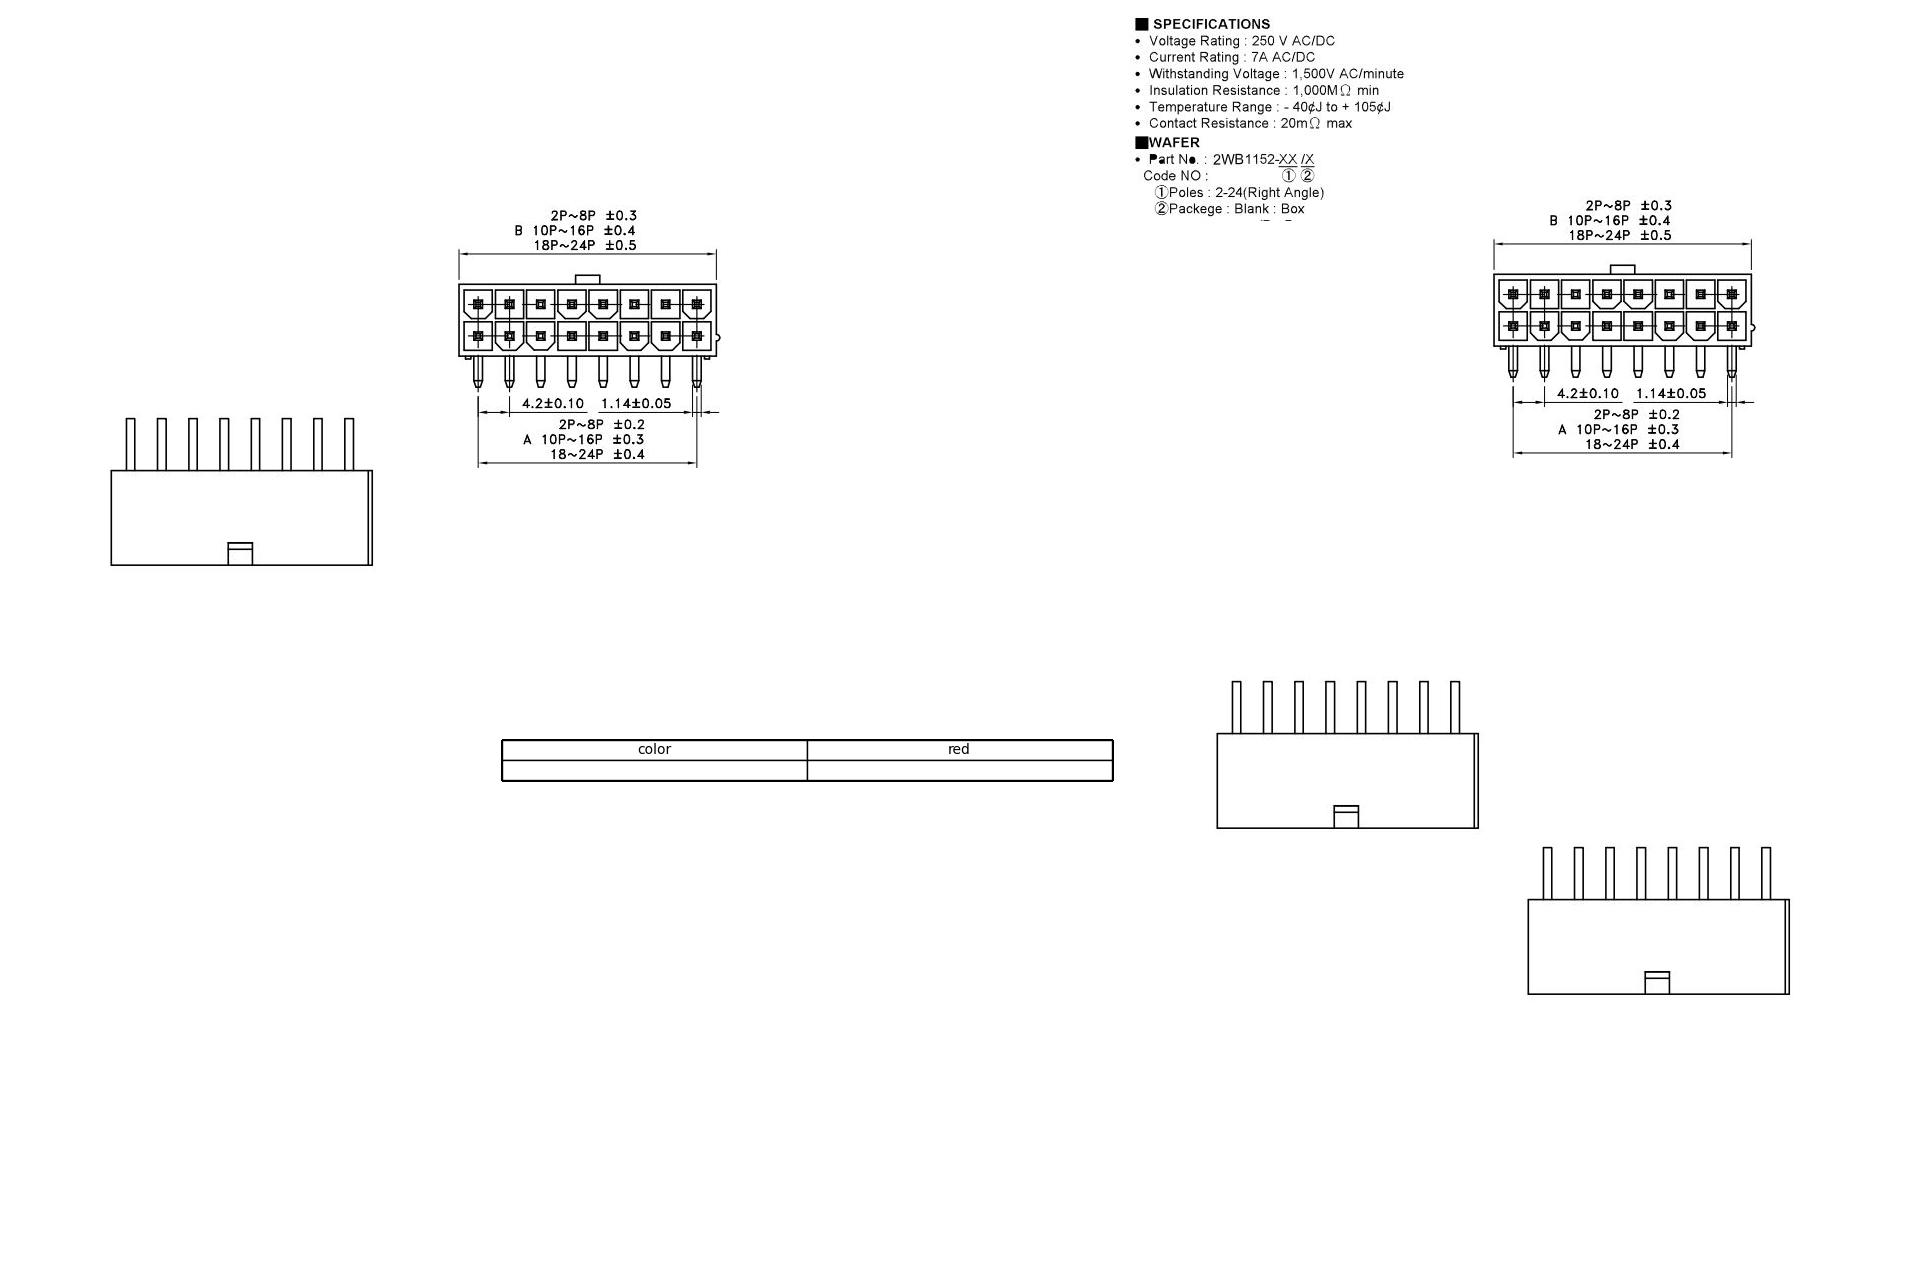 ■ SPECIFICATIONS
• Voltage Rating : 250 V AC/DC
• Current Rating : 7A AC/DC
• Withstanding Voltage : 1,500V AC/minute
• Insulation Resistance : 1,000MΩ min
• Temperature Range : - 40¢J to + 105¢J
• Contact Resistance : 20mΩ max
■WAFER
• Part No. : 2WB1152-XX /X
Code NO : ① ②
①Poles : 2-24(Right Angle)
②Packege : Blank : Box
2P~8P ±0.3
B 10P~16P ±0.4
18P~24P ±0.5
4.2±0.10 1.14±0.05
2P~8P ±0.2
A 10P~16P ±0.3
18~24P ±0.4
2P~8P ±0.3
B 10P~16P ±0.4
18P~24P ±0.5
4.2±0.10 1.14±0.05
2P~8P ±0.2
A 10P~16P ±0.3
18~24P ±0.4
color red